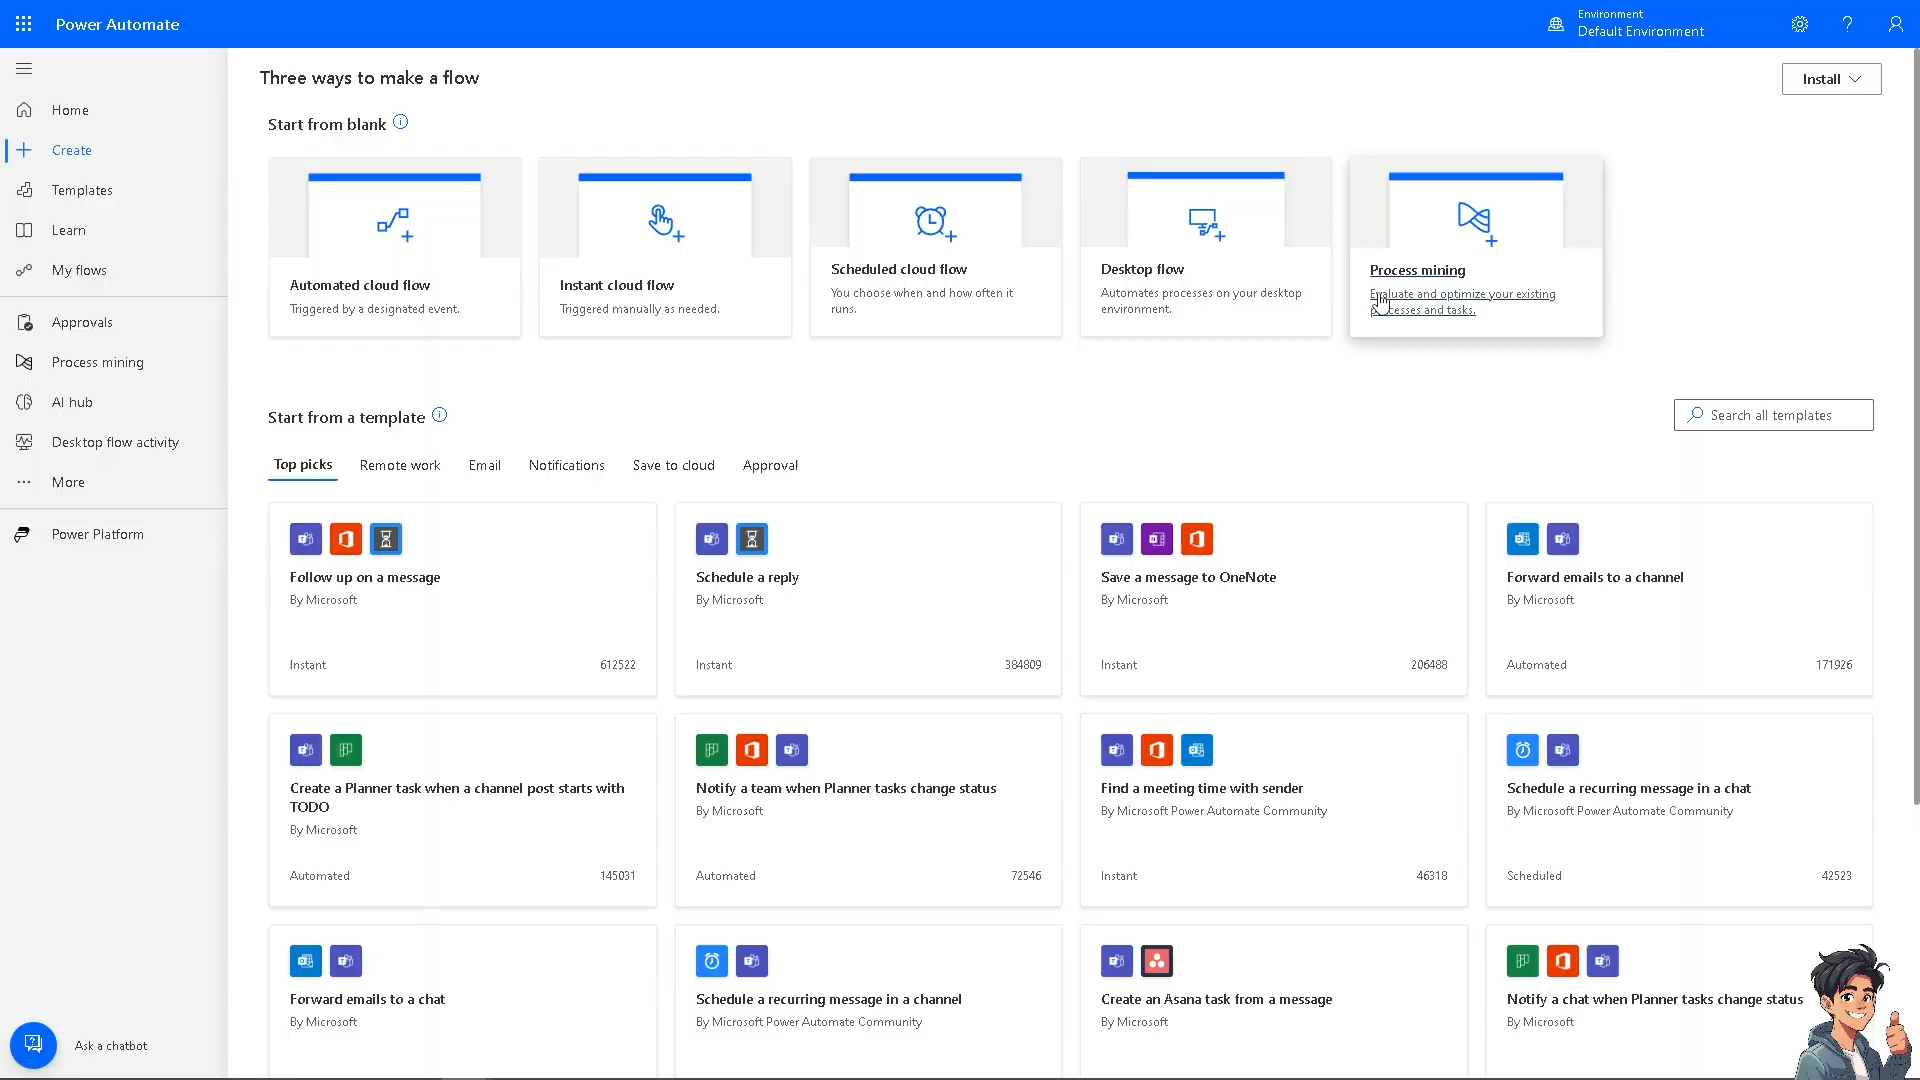 Power Automate
Environment
Default Environment
?
Home
Create
Templates
Learn
My flows
Approvals
Process mining
AI hub
Desktop flow activity
More
Power Platform
Ask a chatbot
Three ways to make a flow
Install
Start from blank
Automated cloud flow
Triggered by a designated event.
Instant cloud flow
Triggered manually as needed.
Scheduled cloud flow
You choose when and how often it
runs.
Desktop flow
Automates processes on your desktop
environment.
Process mining
Evaluate and optimize your existing
processes and tasks.
Start from a template
Search all templates
Top picks
Remote work
Email
Notifications
Save to cloud
Approval
Follow up on a message
By Microsoft
Instant
612522
Schedule a reply
By Microsoft
Instant
384809
Save a message to OneNote
By Microsoft
Instant
206488
Forward emails to a channel
By Microsoft
Automated
171926
Create a Planner task when a channel post starts with
TODO
By Microsoft
Automated
145031
Notify a team when Planner tasks change status
By Microsoft
Automated
72546
Find a meeting time with sender
By Microsoft Power Automate Community
Instant
46318
Schedule a recurring message in a chat
By Microsoft Power Automate Community
Scheduled
42523
Forward emails to a chat
By Microsoft
Schedule a recurring message in a channel
By Microsoft Power Automate Community
Create an Asana task from a message
By Microsoft
Notify a chat when Planner tasks change status
By Microsoft